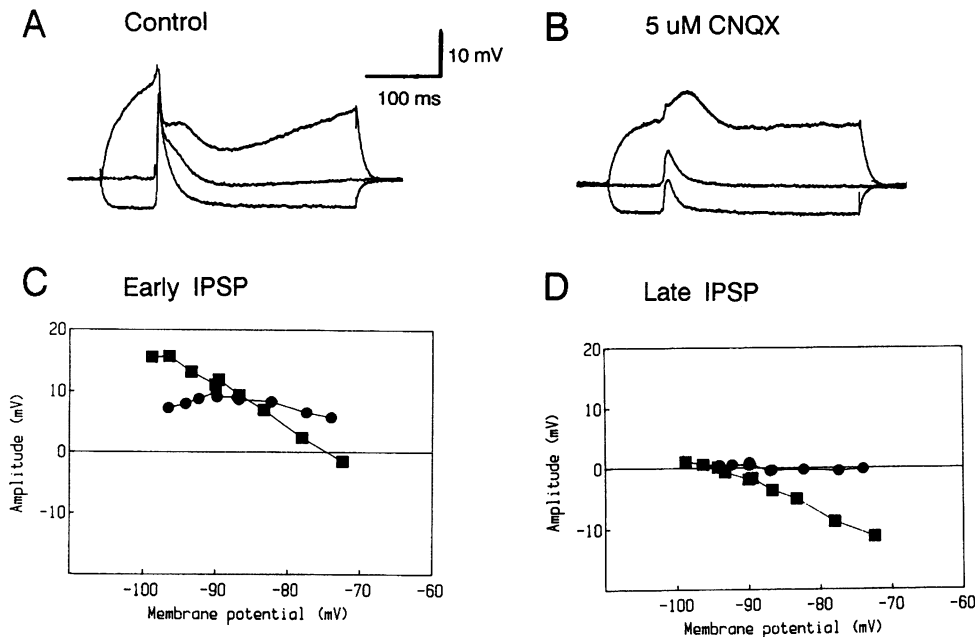 A Control
10 mV
100 ms
B 5 uM CNQX
C Early IPSP
20
10
0
-10
Amplitude (mV)
-100 -90 -80 -70 -60
Membrane potential (mV)
D Late IPSP
20
10
0
-10
Amplitude (mV)
-100 -90 -80 -70 -60
Membrane potential (mV)